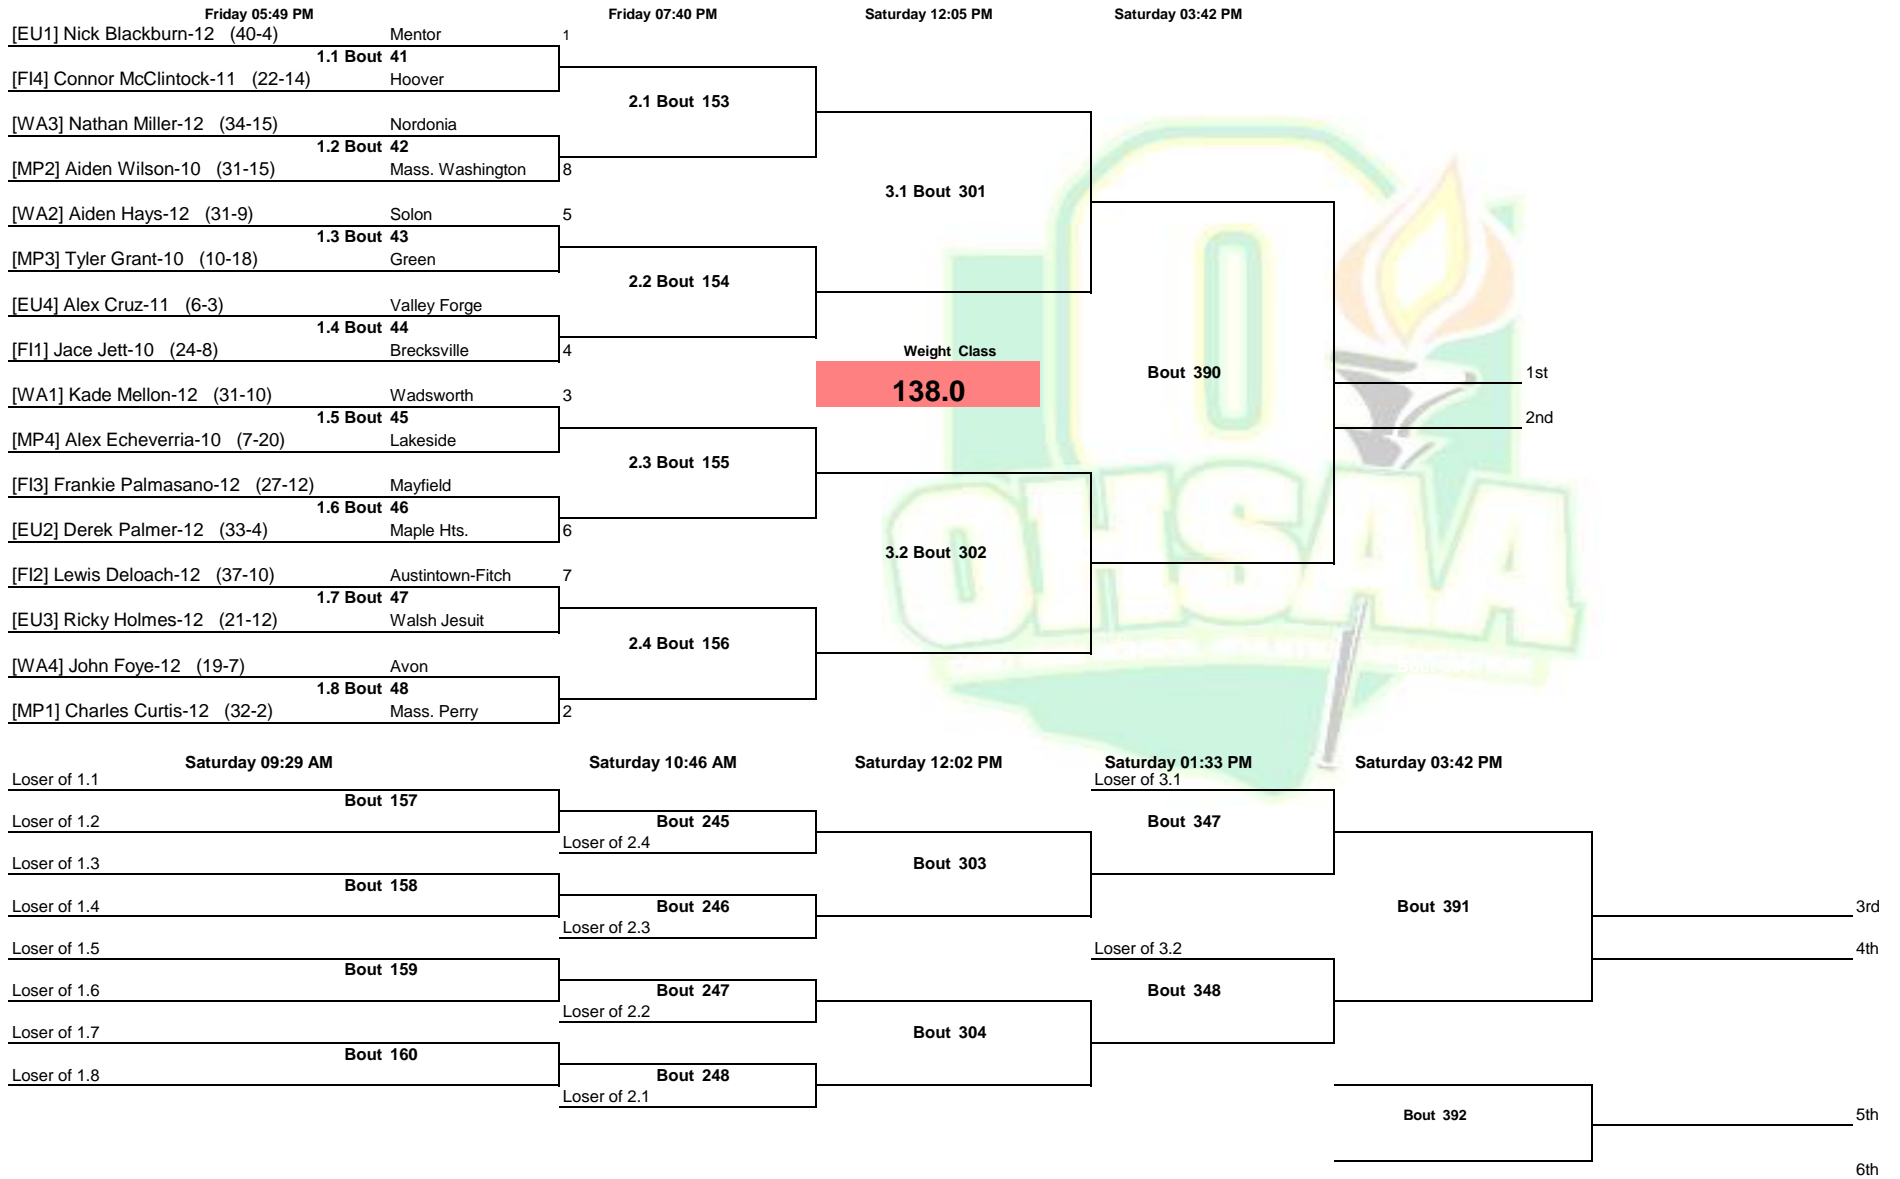 Friday 05:49 PM Friday 07:40 PM Saturday 12:05 PM Saturday 03:42 PM
[EU1] Nick Blackburn-12 (40-4) Mentor 1
1.1 Bout 41
[FI4] Connor McClintock-11 (22-14) Hoover
2.1 Bout 153
[WA3] Nathan Miller-12 (34-15) Nordonia
1.2 Bout 42
[MP2] Aiden Wilson-10 (31-15) Mass. Washington 8
3.1 Bout 301
[WA2] Aiden Hays-12 (31-9) Solon 5
1.3 Bout 43
[MP3] Tyler Grant-10 (10-18) Green
2.2 Bout 154
[EU4] Alex Cruz-11 (6-3) Valley Forge
1.4 Bout 44
[FI1] Jace Jett-10 (24-8) Brecksville 4
Weight Class
Bout 390 1st
138.0
[WA1] Kade Mellon-12 (31-10) Wadsworth 3
1.5 Bout 45 2nd
[MP4] Alex Echeverria-10 (7-20) Lakeside
2.3 Bout 155
[FI3] Frankie Palmasano-12 (27-12) Mayfield
1.6 Bout 46
[EU2] Derek Palmer-12 (33-4) Maple Hts. 6
OHSAA
3.2 Bout 302
[FI2] Lewis Deloach-12 (37-10) Austintown-Fitch 7
1.7 Bout 47
[EU3] Ricky Holmes-12 (21-12) Walsh Jesuit
2.4 Bout 156
[WA4] John Foye-12 (19-7) Avon
1.8 Bout 48
[MP1] Charles Curtis-12 (32-2) Mass. Perry 2
Saturday 09:29 AM Saturday 10:46 AM Saturday 12:02 PM Saturday 01:33 PM Saturday 03:42 PM
Loser of 1.1 Loser of 3.1
Bout 157
Loser of 1.2 Bout 245 Bout 347
Loser of 2.4
Loser of 1.3 Bout 303
Bout 158
Loser of 1.4 Bout 246 Bout 391 3rd
Loser of 2.3
Loser of 1.5 Loser of 3.2 4th
Bout 159
Loser of 1.6 Bout 247 Bout 348
Loser of 2.2
Loser of 1.7 Bout 304
Bout 160
Loser of 1.8 Bout 248
Loser of 2.1
Bout 392 5th
6th